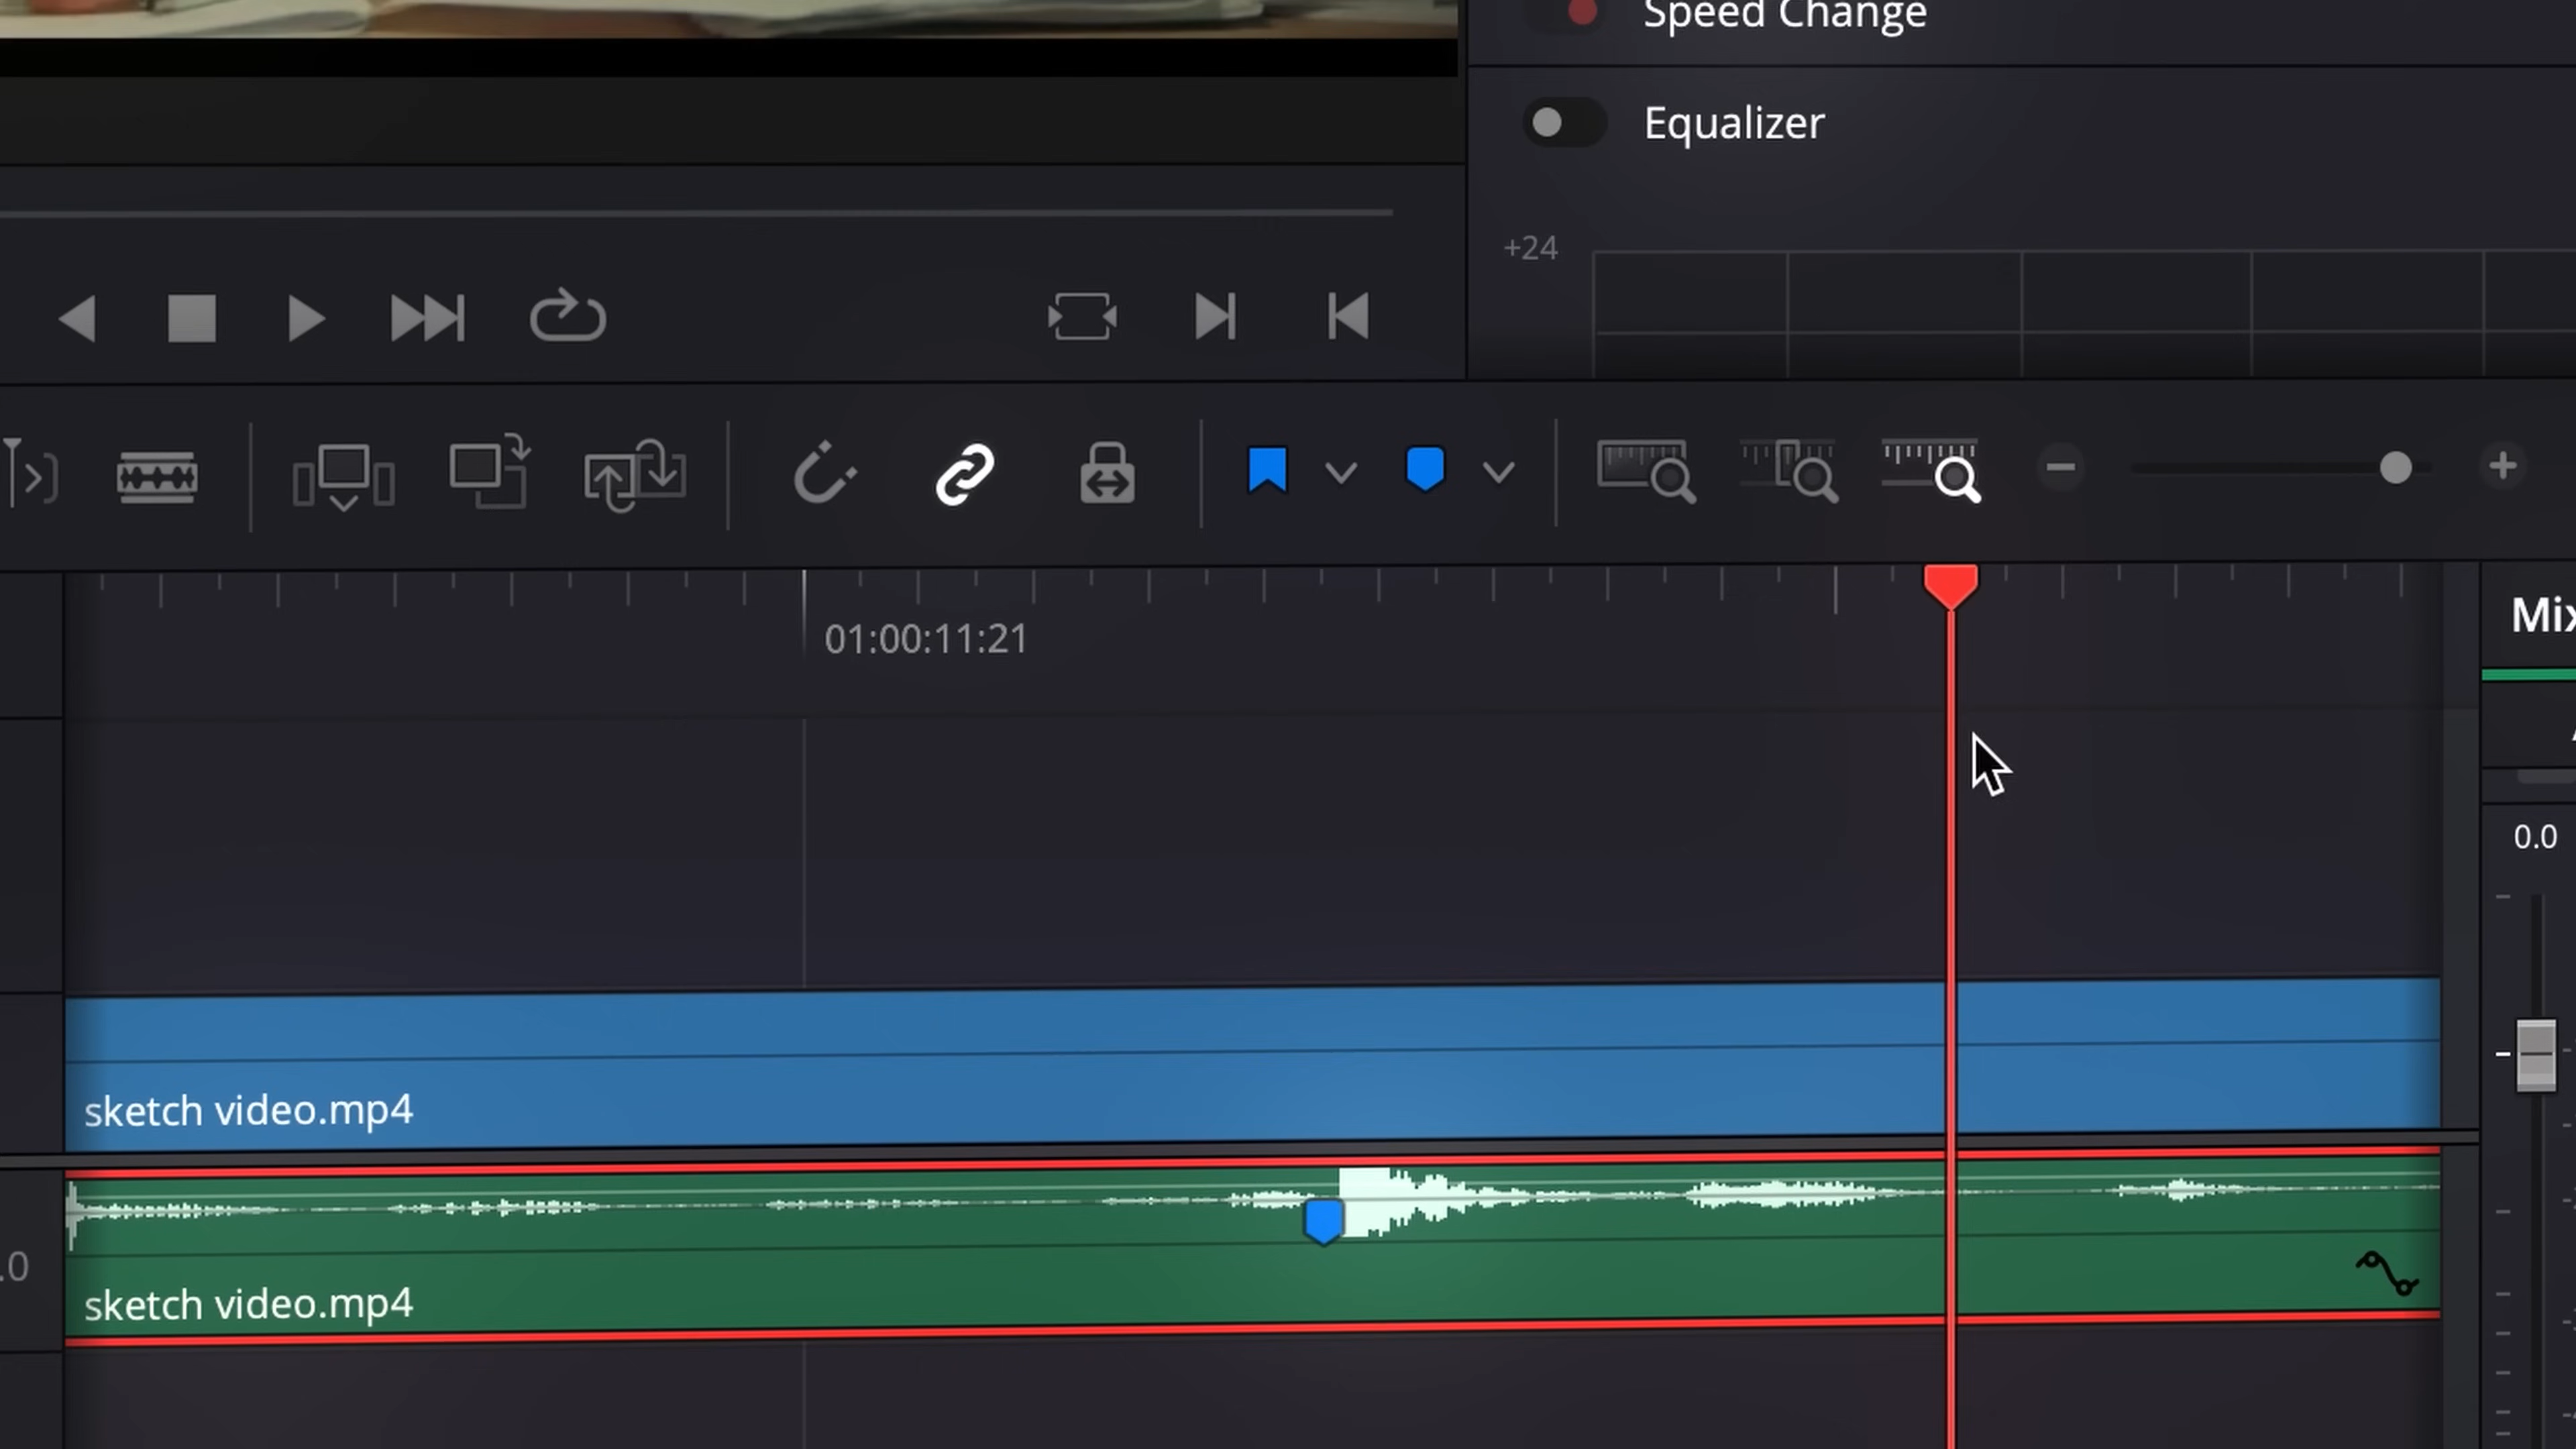 Speed Change
Equalizer
+24
01:00:11:21
Mix
0.0
sketch video.mp4
.0
sketch video.mp4